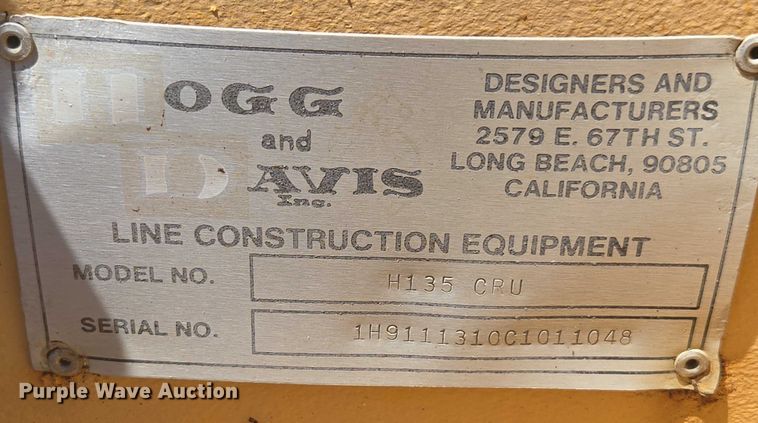 HOGG
and
DAVIS
Inc.
DESIGNERS AND
MANUFACTURERS
2579 E. 67TH ST.
LONG BEACH, 90805
CALIFORNIA
LINE CONSTRUCTION EQUIPMENT
MODEL NO. H135 CRU
SERIAL NO. 1H9111310C1011048
Purple Wave Auction